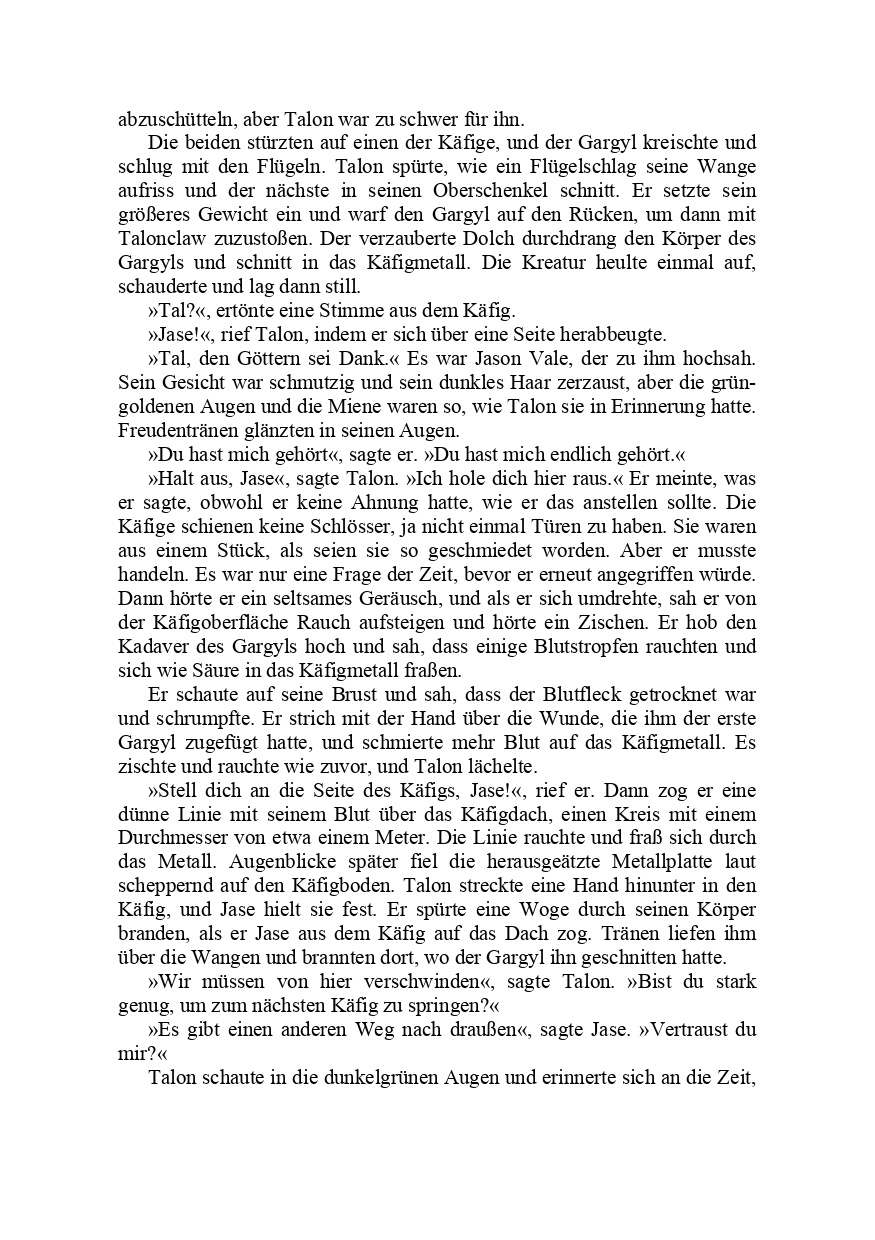 abzuschütteln, aber Talon war zu schwer für ihn.
Die beiden stürzten auf einen der Käfige, und der Gargyl kreischte und
schlug mit den Flügeln. Talon spürte, wie ein Flügelschlag seine Wange
aufriss und der nächste in seinen Oberschenkel schnitt. Er setzte sein
größeres Gewicht ein und warf den Gargyl auf den Rücken, um dann mit
Talonclaw zuzustoßen. Der verzauberte Dolch durchdrang den Körper des
Gargyls und schnitt in das Käfigmetall. Die Kreatur heulte einmal auf,
schauderte und lag dann still.
»Tal?«, ertönte eine Stimme aus dem Käfig.
»Jase!«, rief Talon, indem er sich über eine Seite herabbeugte.
»Tal, den Göttern sei Dank.« Es war Jason Vale, der zu ihm hochsah.
Sein Gesicht war schmutzig und sein dunkles Haar zerzaust, aber die grün-
goldenen Augen und die Miene waren so, wie Talon sie in Erinnerung hatte.
Freudentränen glänzten in seinen Augen.
»Du hast mich gehört«, sagte er. »Du hast mich endlich gehört.«
»Halt aus, Jase«, sagte Talon. »Ich hole dich hier raus.« Er meinte, was
er sagte, obwohl er keine Ahnung hatte, wie er das anstellen sollte. Die
Käfige schienen keine Schlösser, ja nicht einmal Türen zu haben. Sie waren
aus einem Stück, als seien sie so geschmiedet worden. Aber er musste
handeln. Es war nur eine Frage der Zeit, bevor er erneut angegriffen würde.
Dann hörte er ein seltsames Geräusch, und als er sich umdrehte, sah er von
der Käfigoberfläche Rauch aufsteigen und hörte ein Zischen. Er hob den
Kadaver des Gargyls hoch und sah, dass einige Blutstropfen rauchten und
sich wie Säure in das Käfigmetall fraßen.
Er schaute auf seine Brust und sah, dass der Blutfleck getrocknet war
und schrumpfte. Er strich mit der Hand über die Wunde, die ihm der erste
Gargyl zugefügt hatte, und schmierte mehr Blut auf das Käfigmetall. Es
zischte und rauchte wie zuvor, und Talon lächelte.
»Stell dich an die Seite des Käfigs, Jase!«, rief er. Dann zog er eine
dünne Linie mit seinem Blut über das Käfigdach, einen Kreis mit einem
Durchmesser von etwa einem Meter. Die Linie rauchte und fraß sich durch
das Metall. Augenblicke später fiel die herausgeätzte Metallplatte laut
scheppernd auf den Käfigboden. Talon streckte eine Hand hinunter in den
Käfig, und Jase hielt sie fest. Er spürte eine Woge durch seinen Körper
branden, als er Jase aus dem Käfig auf das Dach zog. Tränen liefen ihm
über die Wangen und brannten dort, wo der Gargyl ihn geschnitten hatte.
»Wir müssen von hier verschwinden«, sagte Talon. »Bist du stark
genug, um zum nächsten Käfig zu springen?«
»Es gibt einen anderen Weg nach draußen«, sagte Jase. »Vertraust du
mir?«
Talon schaute in die dunkelgrünen Augen und erinnerte sich an die Zeit,